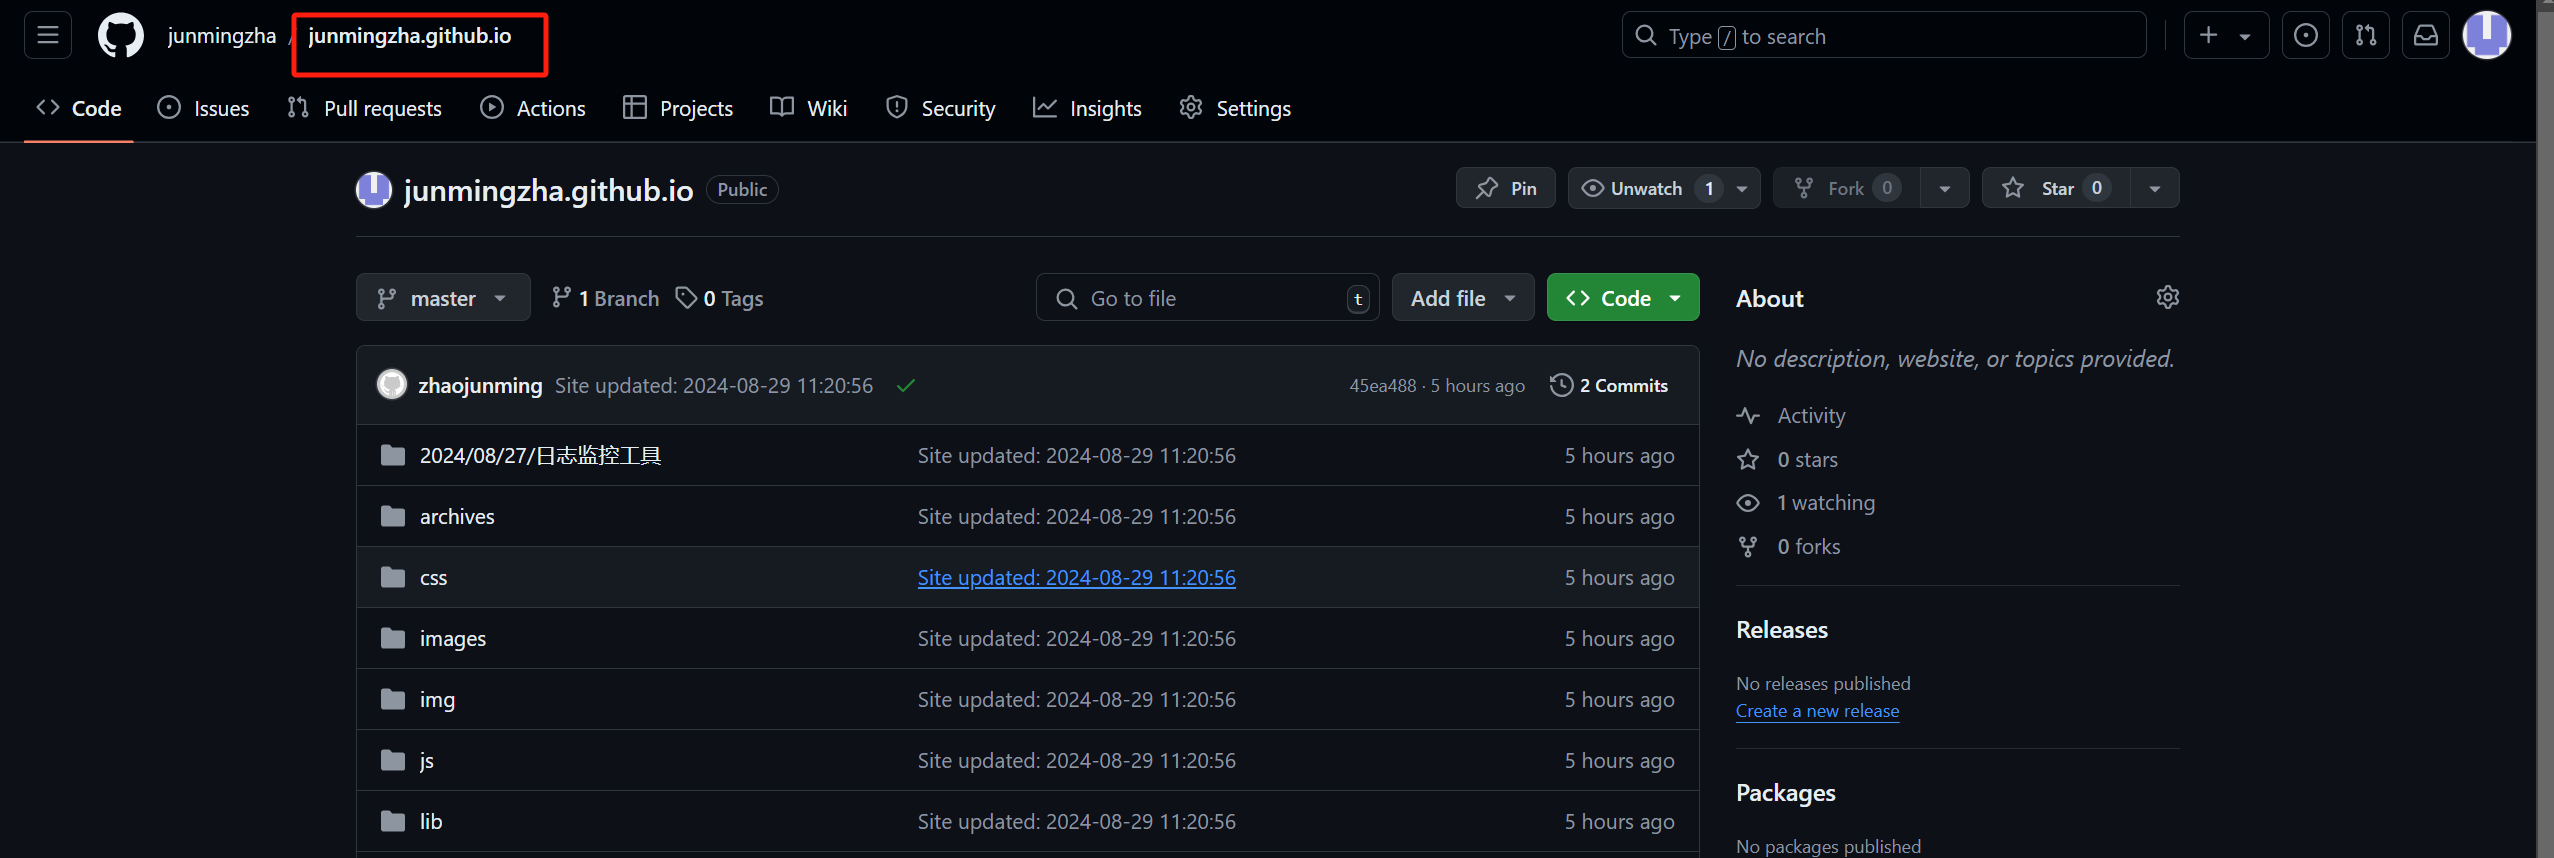 junmingzha / junmingzha.github.io
Type / to search
Code Issues Pull requests Actions Projects Wiki Security Insights Settings
junmingzha.github.io Public
Pin Unwatch 1 Fork 0 Star 0
master 1 Branch 0 Tags
Go to file t Add file Code
zhaojunming Site updated: 2024-08-29 11:20:56 45ea488 · 5 hours ago 2 Commits
2024/08/27/日志监控工具 Site updated: 2024-08-29 11:20:56 5 hours ago
archives Site updated: 2024-08-29 11:20:56 5 hours ago
css Site updated: 2024-08-29 11:20:56 5 hours ago
images Site updated: 2024-08-29 11:20:56 5 hours ago
img Site updated: 2024-08-29 11:20:56 5 hours ago
js Site updated: 2024-08-29 11:20:56 5 hours ago
lib Site updated: 2024-08-29 11:20:56 5 hours ago
About
No description, website, or topics provided.
Activity
0 stars
1 watching
0 forks
Releases
No releases published
Create a new release
Packages
No packages published